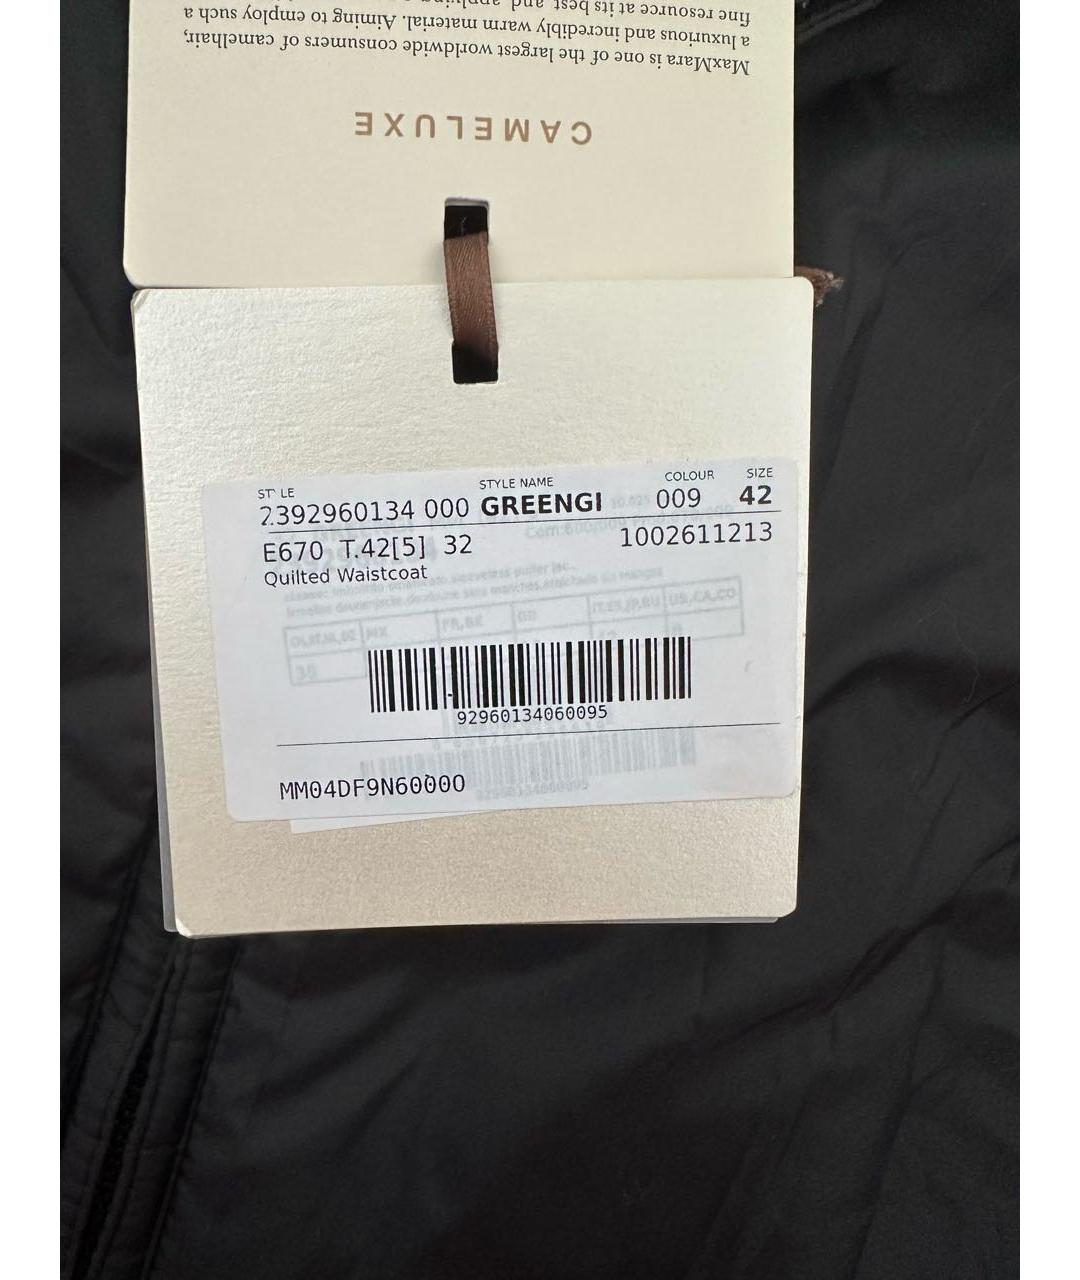 CAMELUXE
MaxMara is one of the largest worldwide consumers of camelhair,
a luxurious and incredibly warm material. Aiming to employ such a
fine resource at its best and applying
STYLE NAME COLOUR SIZE
2392960134 000 GREENGI 009 42
E670 T.42[5] 32 1002611213
Quilted Waistcoat
92960134060095
MM04DF9N60000